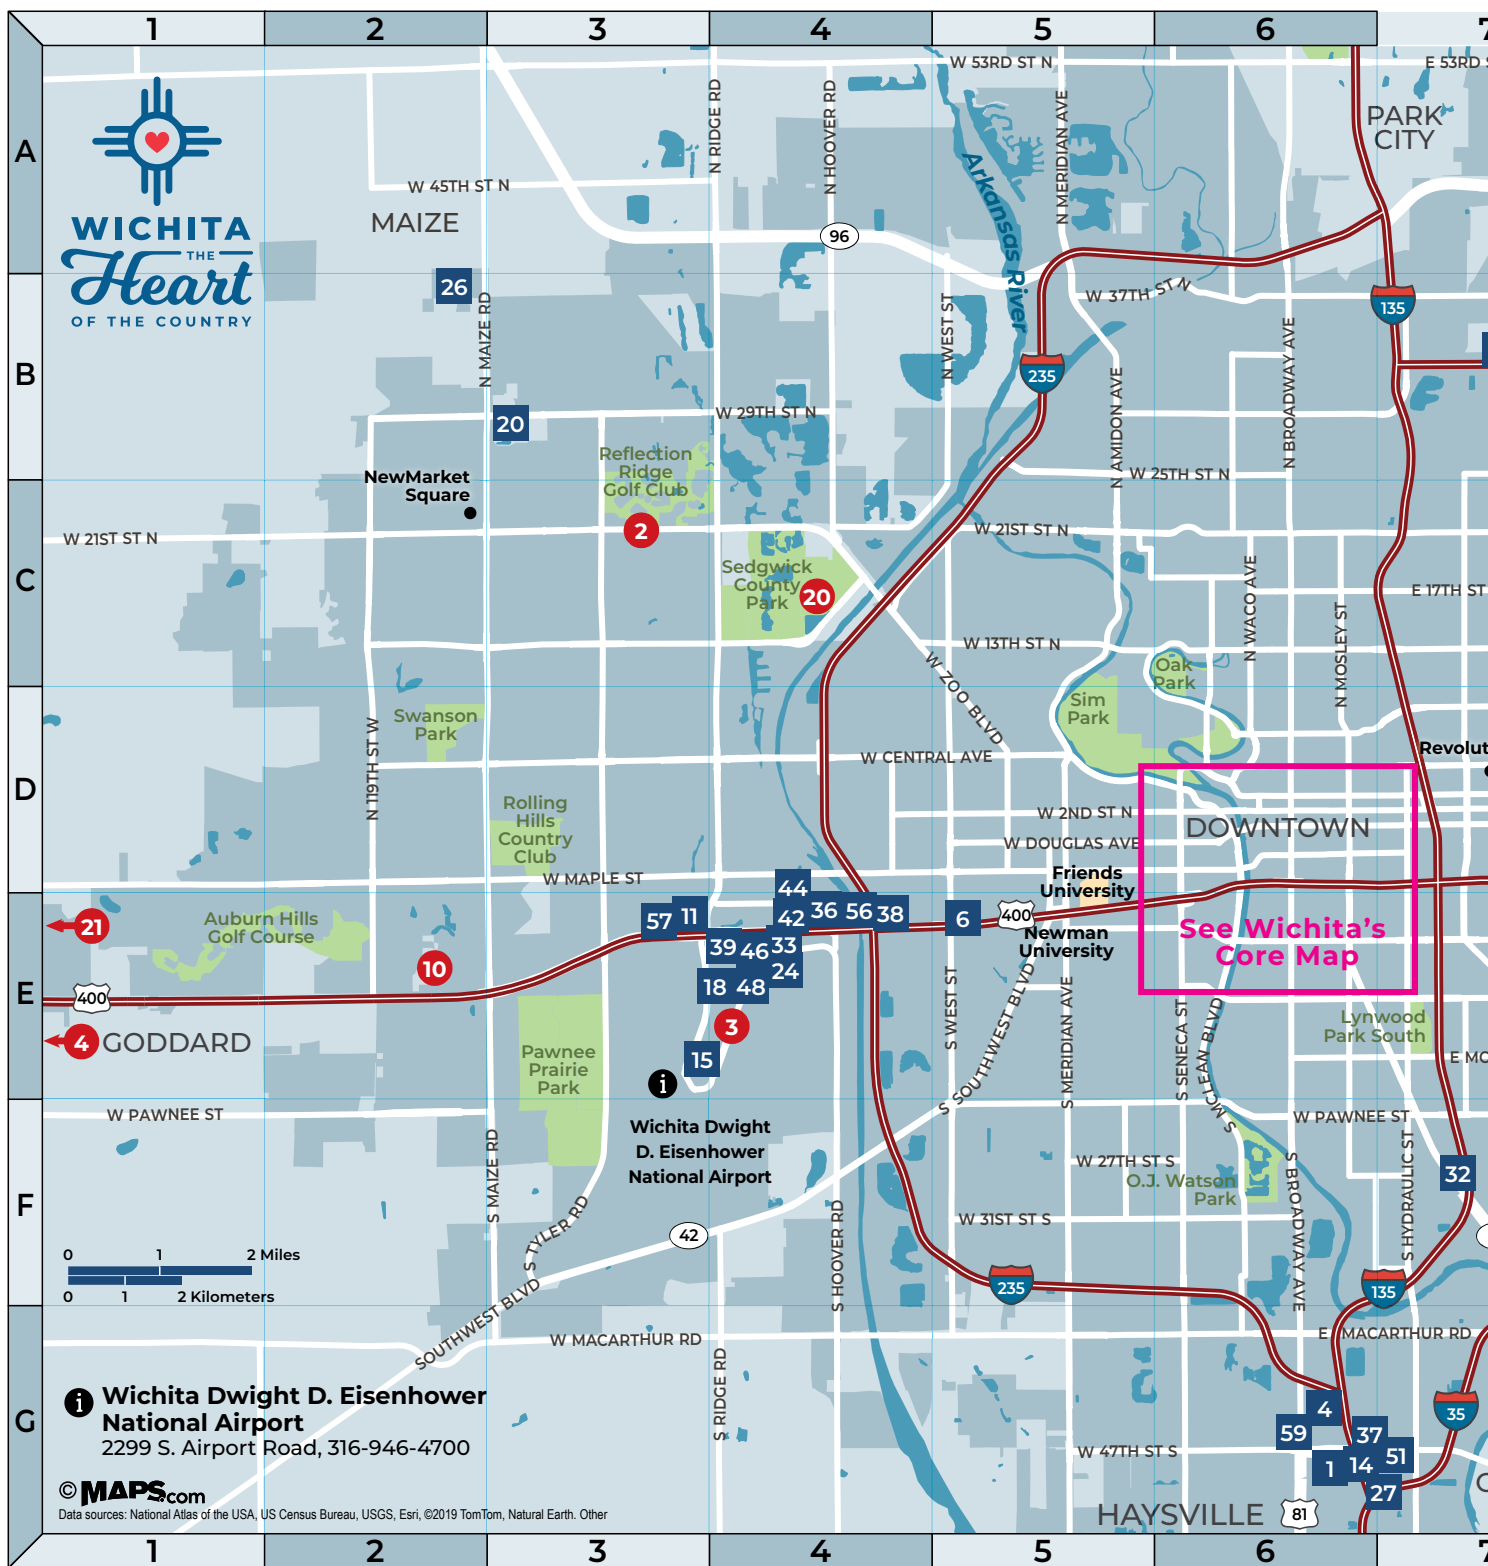 1 2 3 4 5 6 7
A
B
C
D
E
F
G
WICHITA
THE
Heart
OF THE COUNTRY
W 53RD ST N
E 53RD
PARK
CITY
N RIDGE RD
N HOOVER RD
N MERIDIAN AVE
Arkansas River
W 45TH ST N
MAIZE
96
26
N MAIZE RD
N WEST ST
W 37TH ST N
135
235
N AMIDON AVE
N BROADWAY AVE
20
W 29TH ST N
Reflection
Ridge
Golf Club
W 25TH ST N
NewMarket
Square
W 21ST ST N
2
W 21ST ST N
Sedgwick
County
Park
20
N WACO AVE
E 17TH ST
N MOSLEY ST
W 13TH ST N
W ZOO BLVD
Oak
Park
Sim
Park
Swanson
Park
N 119TH ST W
W CENTRAL AVE
Revolut
Rolling
Hills
Country
Club
W 2ND ST N
DOWNTOWN
W DOUGLAS AVE
W MAPLE ST
Friends
University
44
57
11
42
36
56
38
6
400
21
Auburn Hills
Golf Course
Newman
University
See Wichita's
Core Map
39
46
33
24
10
18
48
400
3
4
GODDARD
15
i
Pawnee
Prairie
Park
S WEST ST
S SOUTHWEST BLVD
S MERIDIAN AVE
S SENECA ST
S MCLEAN BLVD
Lynwood
Park South
E MO
W PAWNEE ST
Wichita Dwight
D. Eisenhower
National Airport
W PAWNEE ST
S MAIZE RD
W 27TH ST S
O.J. Watson
Park
S BROADWAY AVE
S HYDRAULIC ST
32
S TYLER RD
42
S HOOVER RD
W 31ST ST S
0 1 2 Miles
0 1 2 Kilometers
235
135
SOUTHWEST BLVD
W MACARTHUR RD
E MACARTHUR RD
S RIDGE RD
i Wichita Dwight D. Eisenhower
National Airport
2299 S. Airport Road, 316-946-4700
4
59
37
35
W 47TH ST S
1
14
51
27
HAYSVILLE
81
© MAPS.com
Data sources: National Atlas of the USA, US Census Bureau, USGS, Esri, ©2019 TomTom, Natural Earth. Other
1 2 3 4 5 6 7